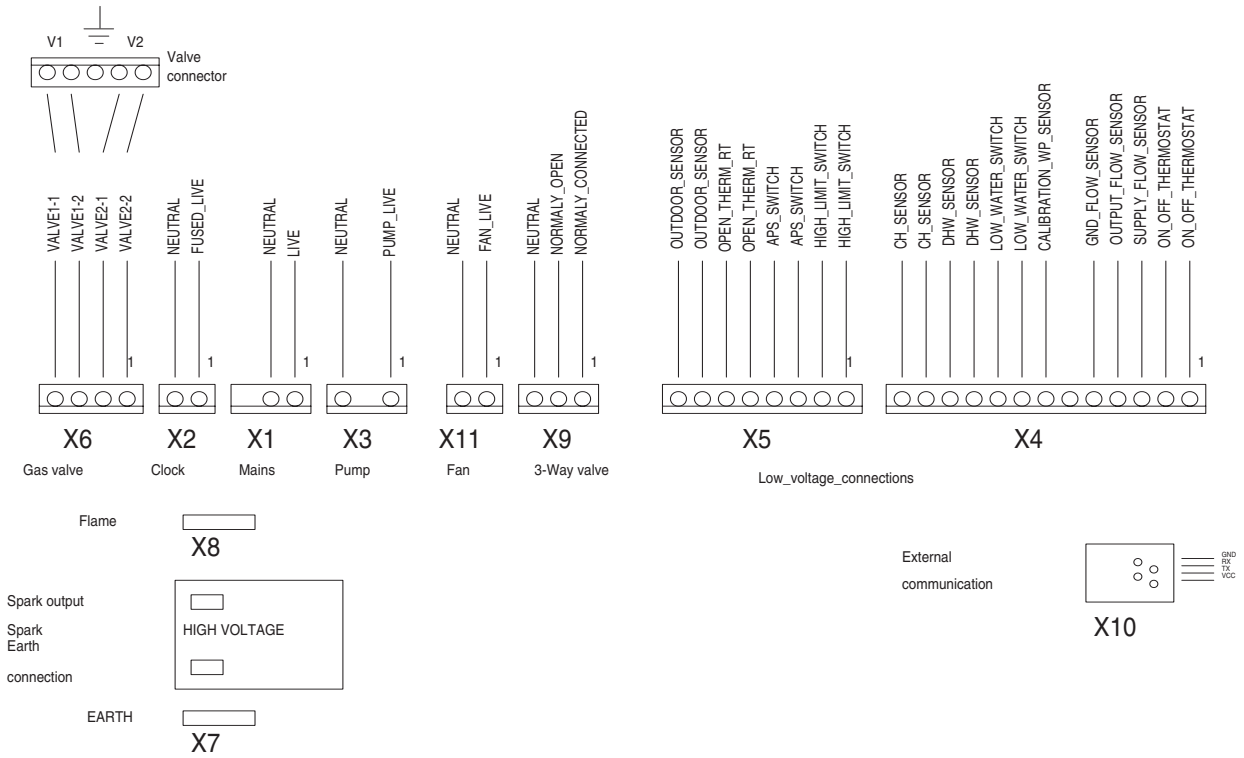 V1
V2
Valve
connector
VALVE1-1
VALVE1-2
VALVE2-1
VALVE2-2
NEUTRAL
FUSED_LIVE
NEUTRAL
LIVE
NEUTRAL
PUMP_LIVE
NEUTRAL
FAN_LIVE
NEUTRAL
NORMALY_OPEN
NORMALY_CONNECTED
OUTDOOR_SENSOR
OUTDOOR_SENSOR
OPEN_THERM_RT
OPEN_THERM_RT
APS_SWITCH
APS_SWITCH
HIGH_LIMIT_SWITCH
HIGH_LIMIT_SWITCH
CH_SENSOR
CH_SENSOR
DHW_SENSOR
DHW_SENSOR
LOW_WATER_SWITCH
LOW_WATER_SWITCH
CALIBRATION_WP_SENSOR
GND_FLOW_SENSOR
OUTPUT_FLOW_SENSOR
SUPPLY_FLOW_SENSOR
ON_OFF_THERMOSTAT
ON_OFF_THERMOSTAT
1
1
1
1
1
1
1
1
X6
X2
X1
X3
X11
X9
X5
X4
Gas valve
Clock
Mains
Pump
Fan
3-Way valve
Low_voltage_connections
Flame
X8
Spark output
Spark
Earth
connection
HIGH VOLTAGE
EARTH
X7
External
communication
GND
RX
TX
VCC
X10